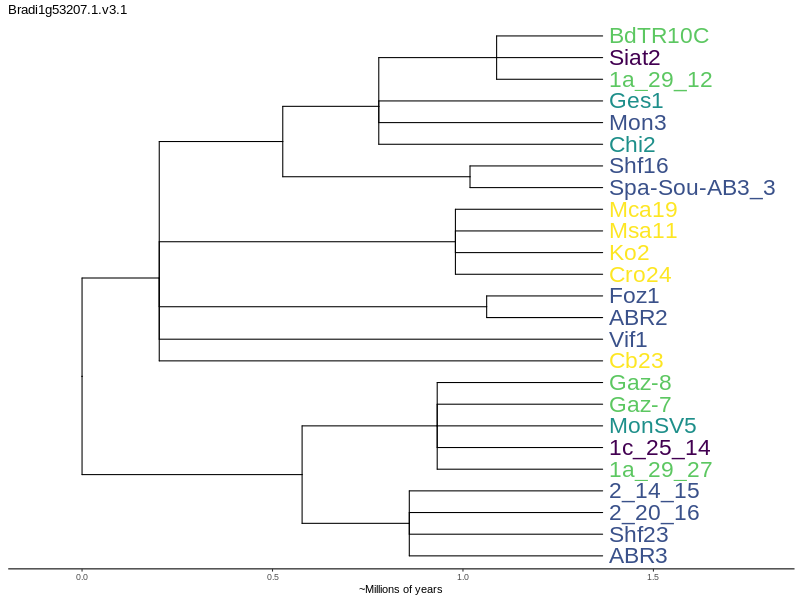 Bradi1g53207.1.v3.1
BdTR10C
Siat2
1a_29_12
Ges1
Mon3
Chi2
Shf16
Spa-Sou-AB3_3
Mca19
Msa11
Ko2
Cro24
Foz1
ABR2
Vif1
Cb23
Gaz-8
Gaz-7
MonSV5
1c_25_14
1a_29_27
2_14_15
2_20_16
Shf23
ABR3
0.0 0.5 1.0 1.5
~Millions of years